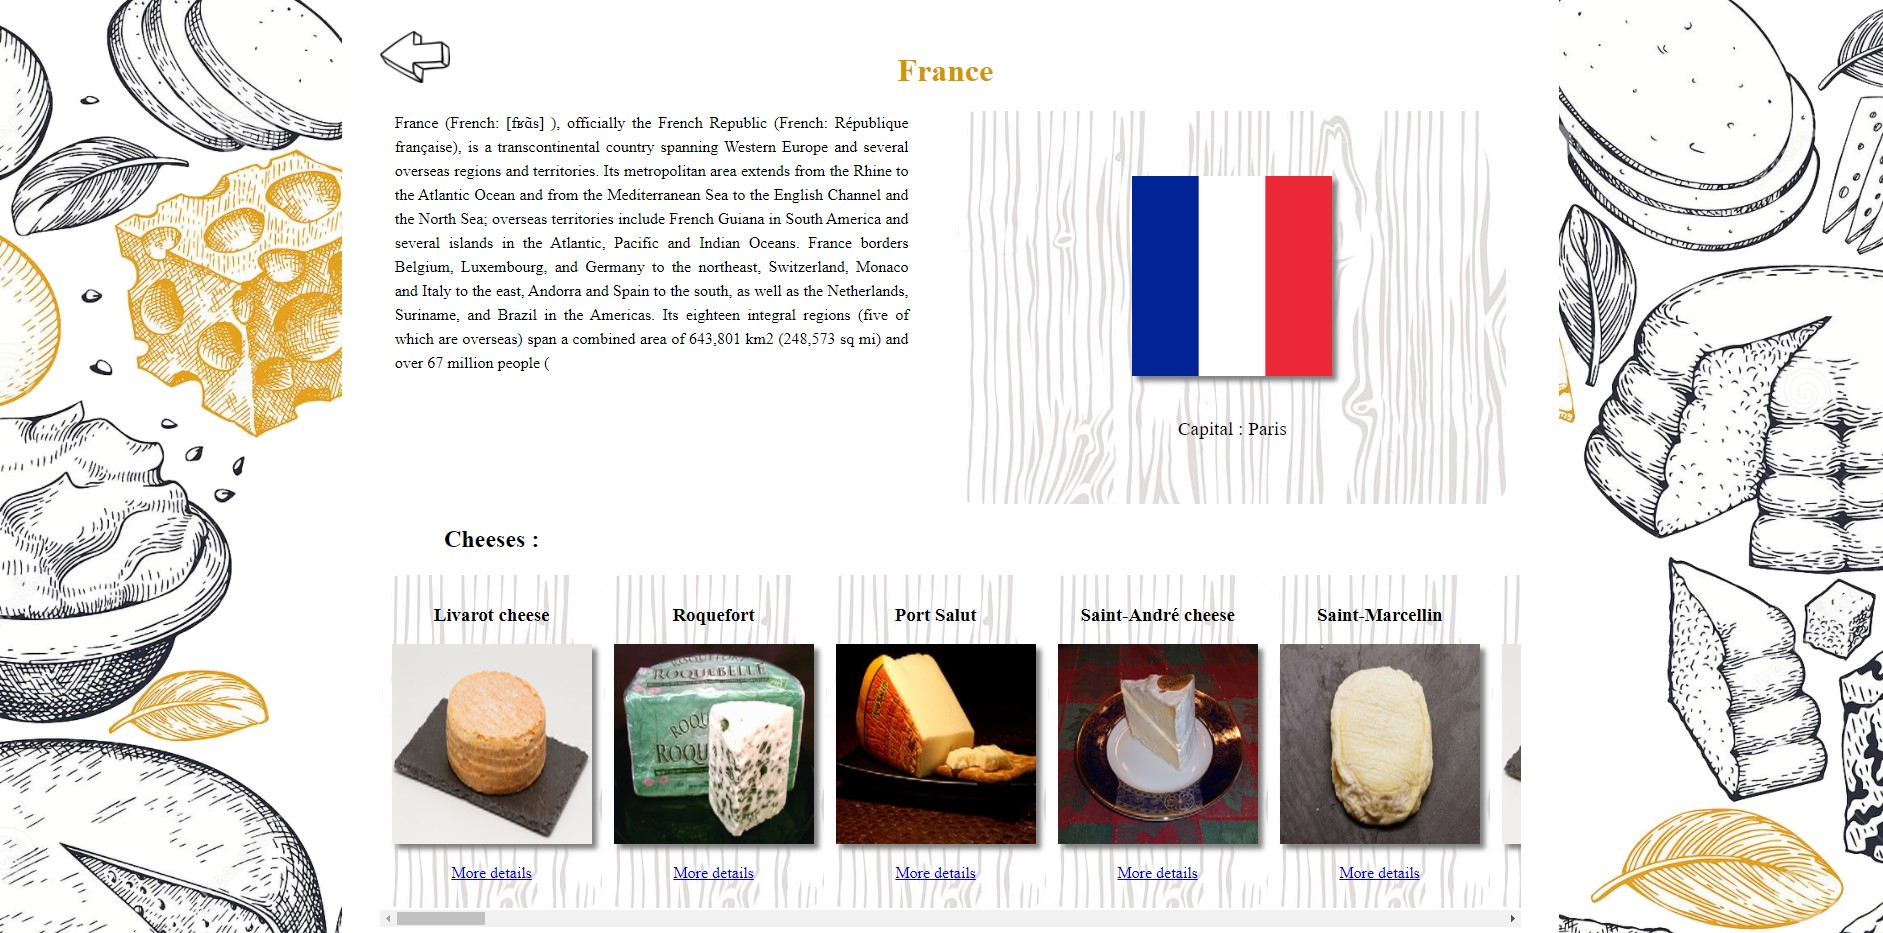 France
France (French: [fʁɑ̃s] ), officially the French Republic (French: République
française), is a transcontinental country spanning Western Europe and several
overseas regions and territories. Its metropolitan area extends from the Rhine to
the Atlantic Ocean and from the Mediterranean Sea to the English Channel and
the North Sea; overseas territories include French Guiana in South America and
several islands in the Atlantic, Pacific and Indian Oceans. France borders
Belgium, Luxembourg, and Germany to the northeast, Switzerland, Monaco
and Italy to the east, Andorra and Spain to the south, as well as the Netherlands,
Suriname, and Brazil in the Americas. Its eighteen integral regions (five of
which are overseas) span a combined area of 643,801 km2 (248,573 sq mi) and
over 67 million people (
Capital : Paris
Cheeses :
Livarot cheese
Roquefort
Port Salut
Saint-André cheese
Saint-Marcellin
ROQUEBELLE
More details
More details
More details
More details
More details